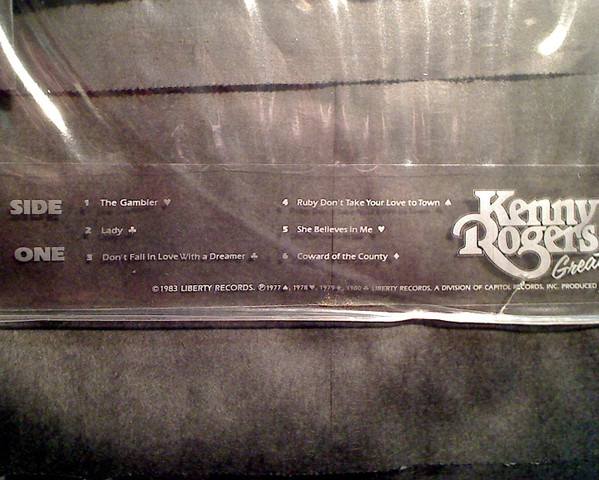 SIDE
ONE
1 The Gambler ♥
2 Lady ♣
3 Don't Fall in Love With a Dreamer ♣
4 Ruby Don't Take Your Love to Town ♠
5 She Believes in Me ♥
6 Coward of the County ♦
Kenny
Rogers
Grea
© 1983 LIBERTY RECORDS. ℗ 1977 ♠, 1978 ♥, 1979 ♦, 1980 ♣ LIBERTY RECORDS, A DIVISION OF CAPITOL RECORDS, INC. PRODUCED